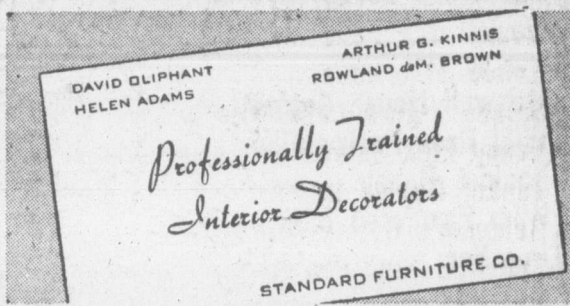 DAVID OLIPHANT
HELEN ADAMS
ARTHUR G. KINNIS
ROWLAND deM. BROWN
Professionally Trained
Interior Decorators
STANDARD FURNITURE CO.